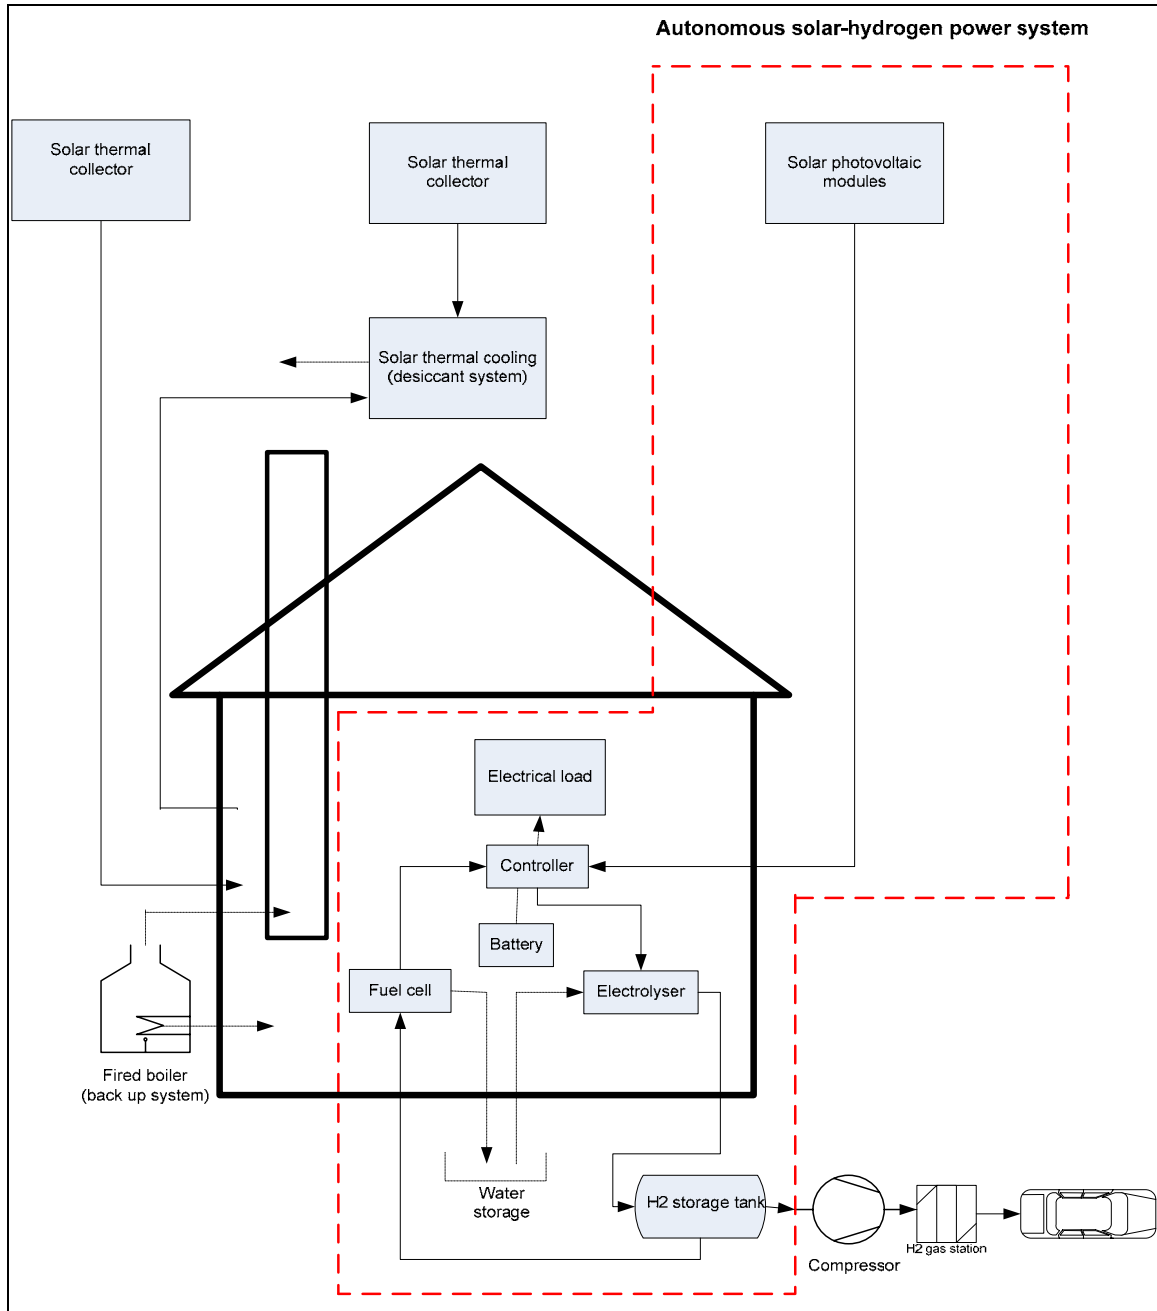 Autonomous solar-hydrogen power system
Solar thermal
collector
Solar thermal
collector
Solar photovoltaic
modules
Solar thermal cooling
(desiccant system)
Electrical load
Controller
Battery
Fuel cell
Electrolyser
Fired boiler
(back up system)
Water
storage
H2 storage tank
H2 gas station
Compressor